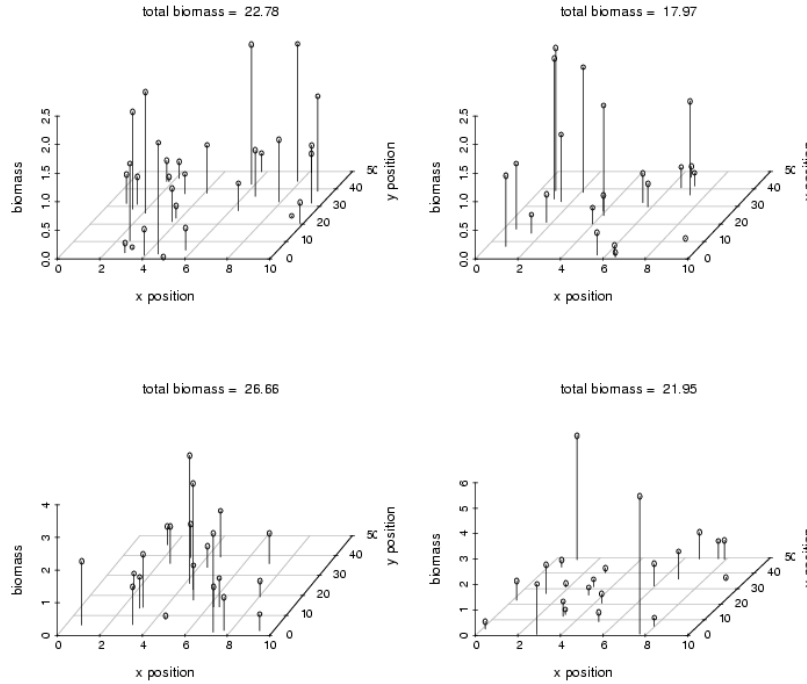 total biomass = 22.78
biomass
0.0 0.5 1.0 1.5 2.0 2.5
0 2 4 6 8 10
x position
0 10 20 30 40 50
y position
total biomass = 17.97
biomass
0.0 0.5 1.0 1.5 2.0 2.5
0 2 4 6 8 10
x position
0 10 20 30 40 50
position
total biomass = 26.66
biomass
0 1 2 3 4
0 2 4 6 8 10
x position
0 10 20 30 40 50
y position
total biomass = 21.95
biomass
0 1 2 3 4 5 6
0 2 4 6 8 10
x position
0 10 20 30 40 50
position